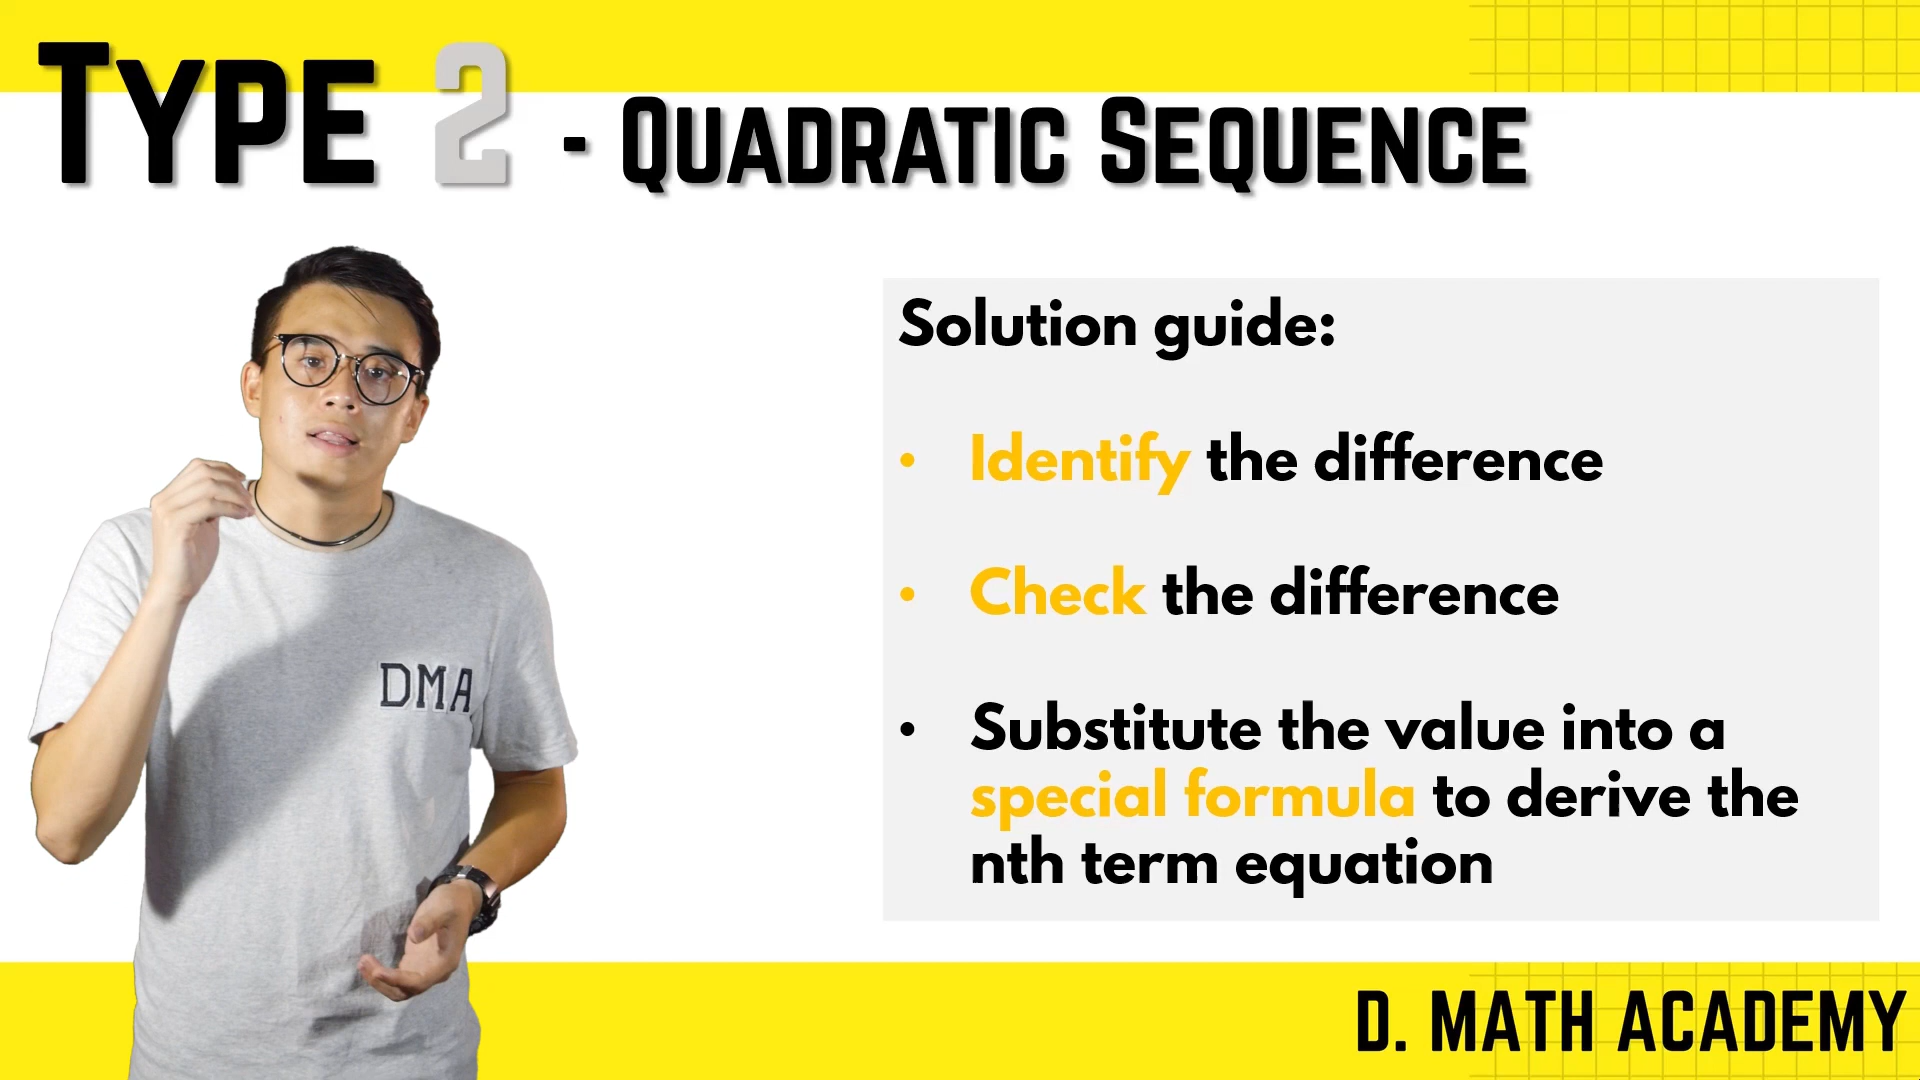 TYPE 2 - QUADRATIC SEQUENCE
Solution guide:
• Identify the difference
• Check the difference
• Substitute the value into a
special formula to derive the
nth term equation
DMA
D. MATH ACADEMY